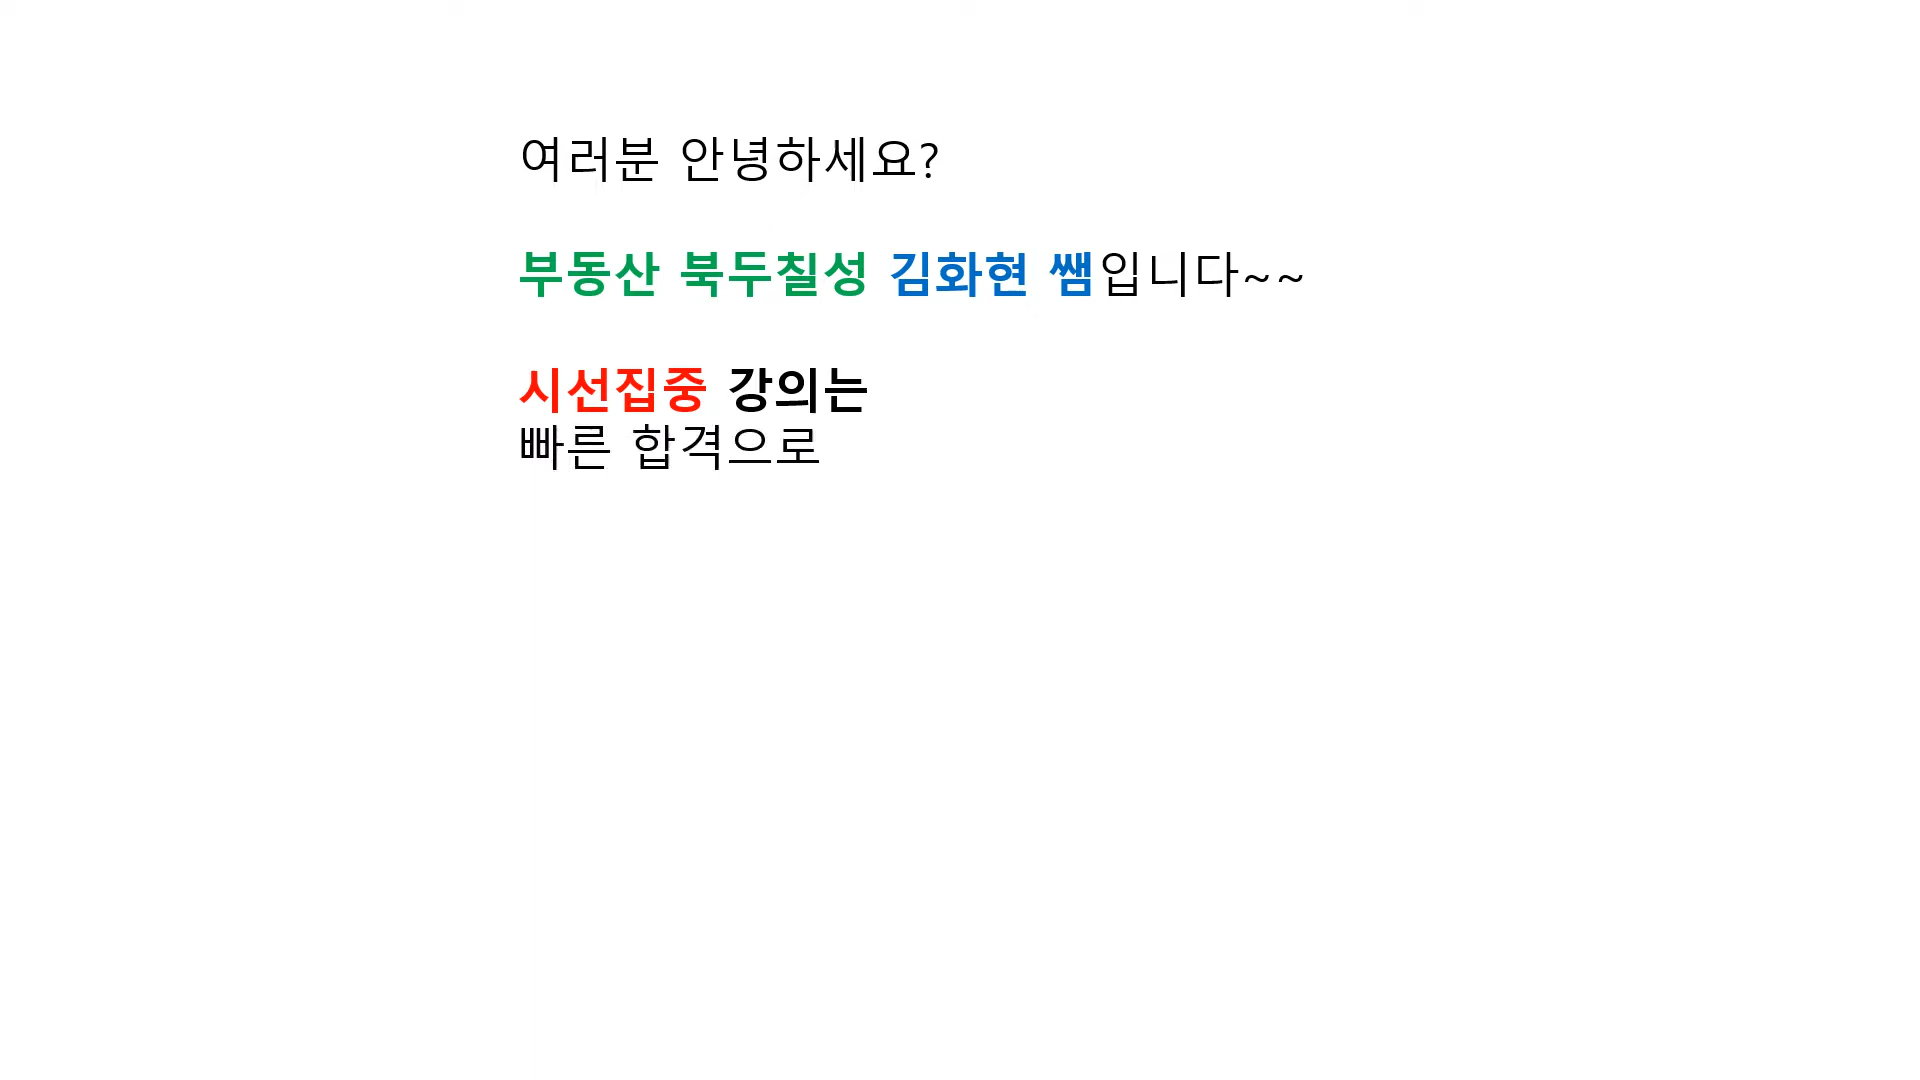 여러분 안녕하세요?
부동산 북두칠성 김화현 쌤입니다~~
시선집중 강의는
빠른 합격으로